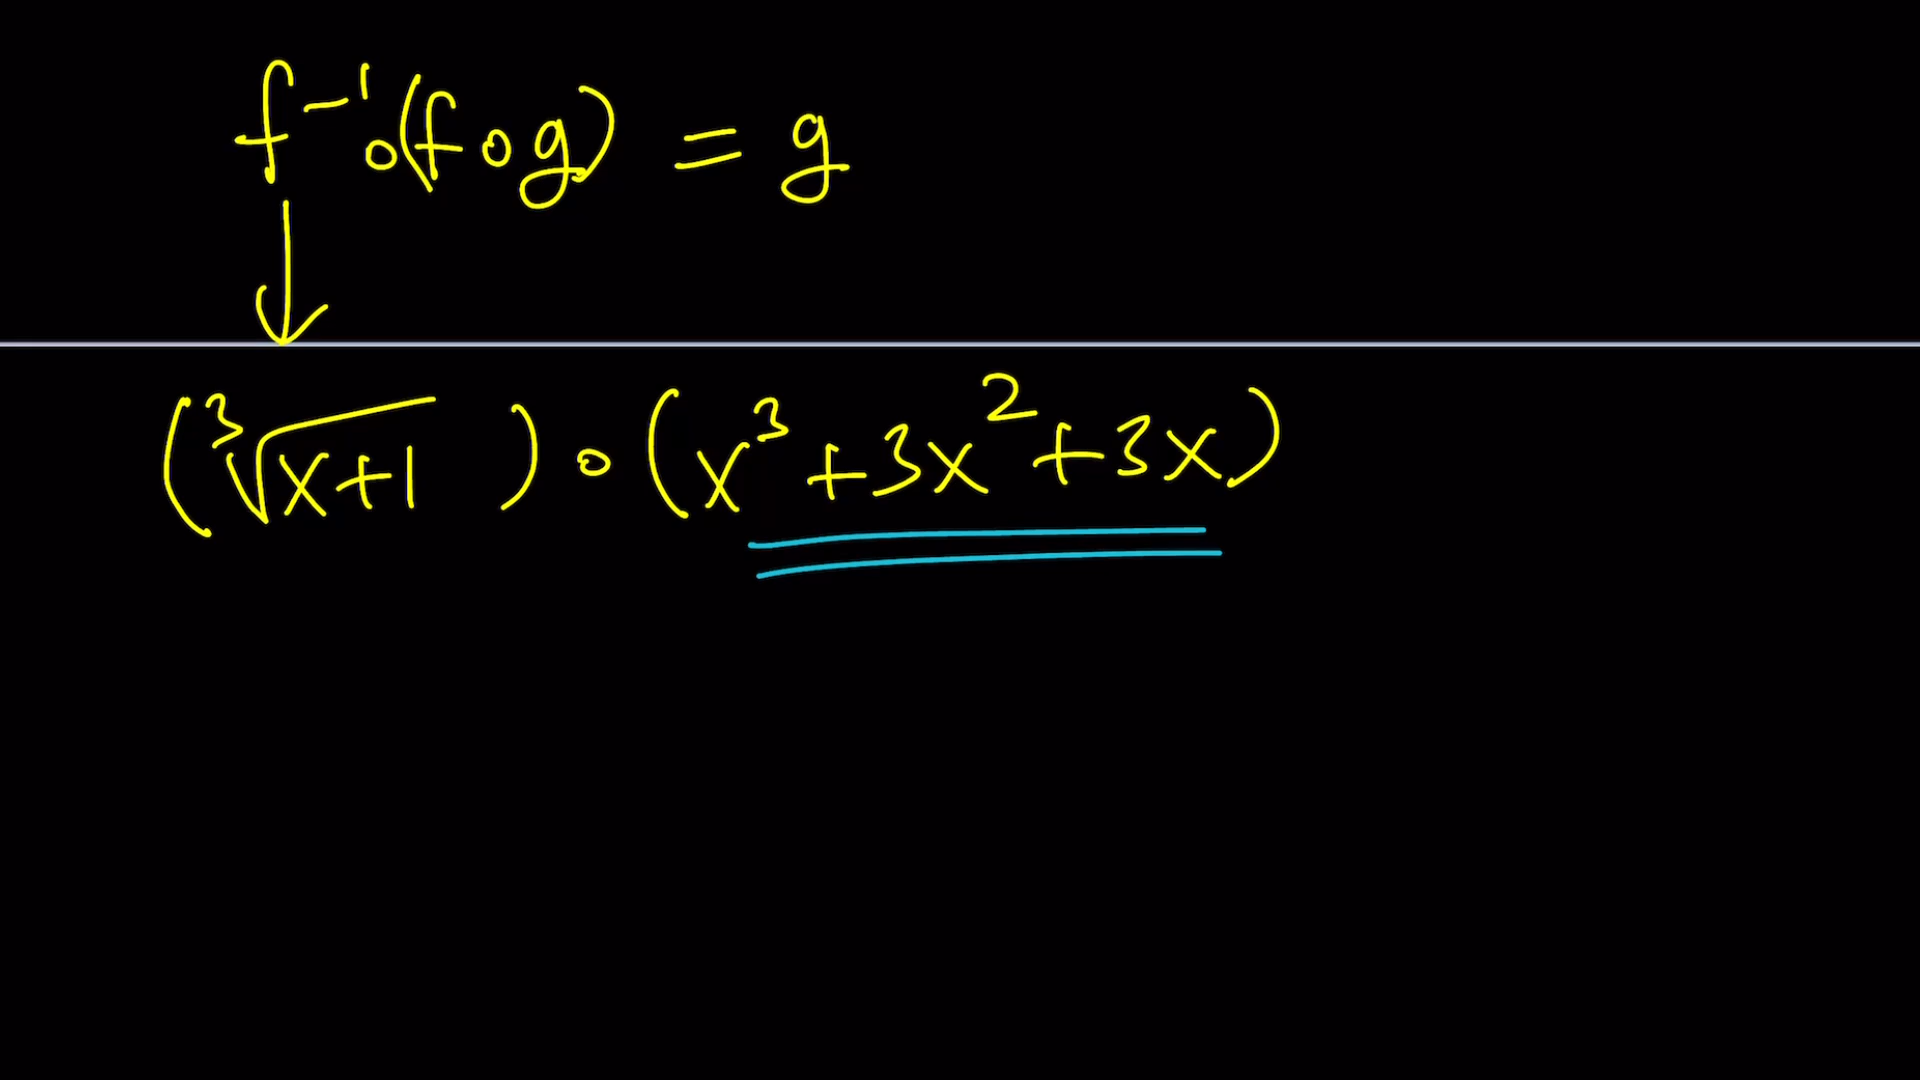 f⁻¹∘(f∘g) = g
(∛(x+1))∘(x³+3x²+3x)